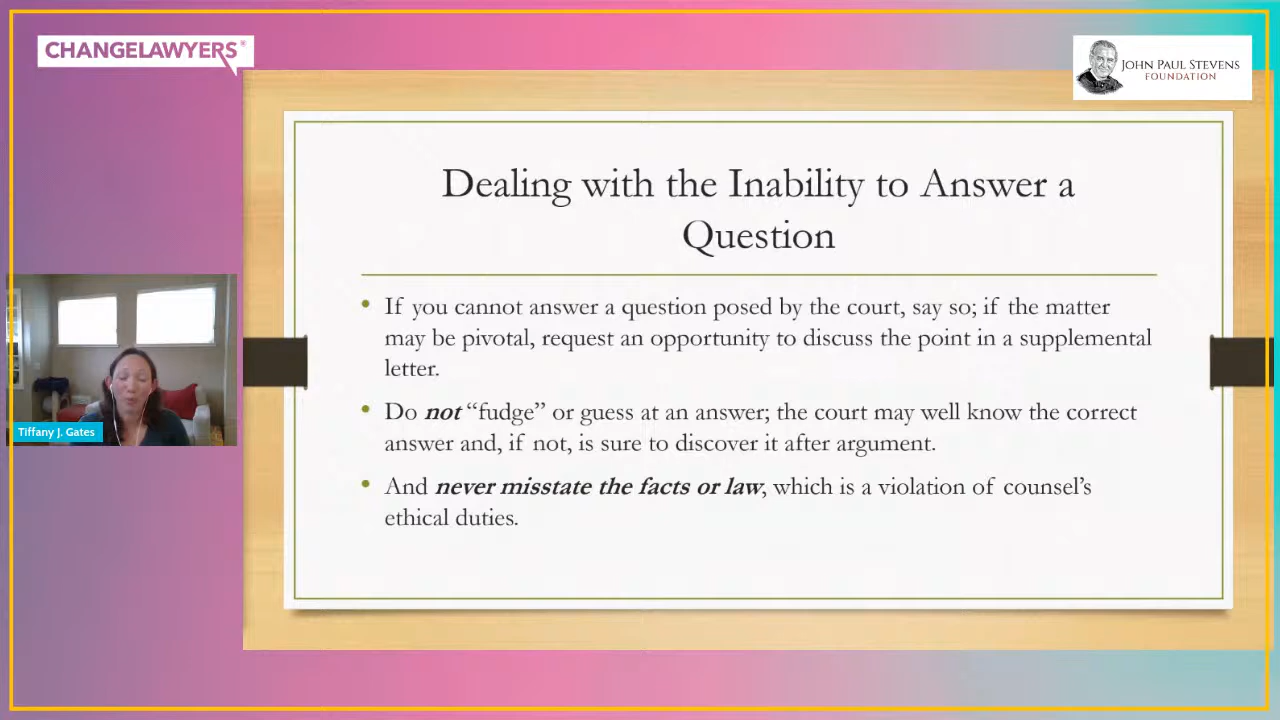 CHANGELAWYERS*
JOHN PAUL STEVENS
FOUNDATION
Dealing with the Inability to Answer a
Question
• If you cannot answer a question posed by the court, say so; if the matter
may be pivotal, request an opportunity to discuss the point in a supplemental
letter.
• Do not “fudge” or guess at an answer; the court may well know the correct
answer and, if not, is sure to discover it after argument.
• And never misstate the facts or law, which is a violation of counsel’s
ethical duties.
Tiffany J. Gates